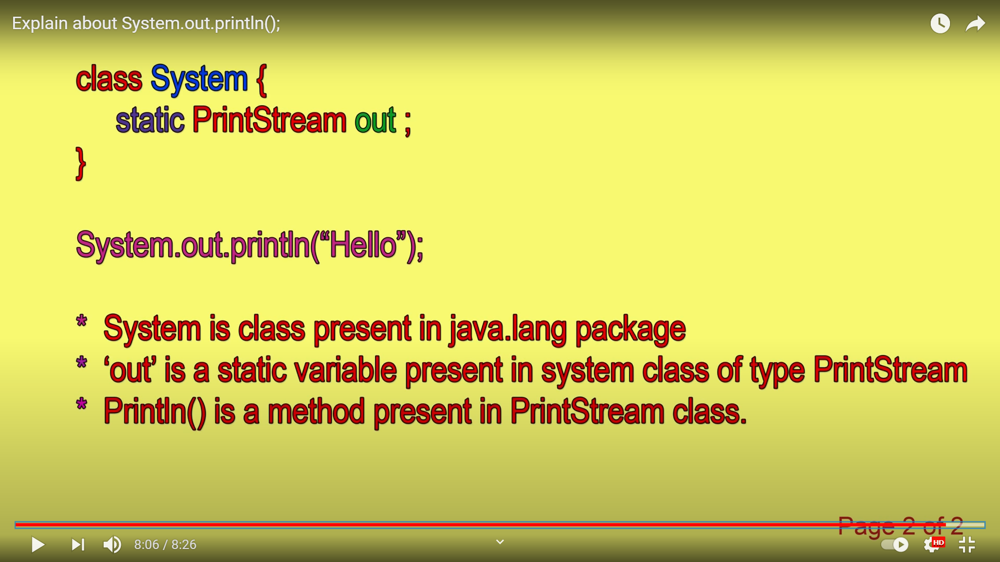 Explain about System.out.println();
class System {
static PrintStream out ;
}
System.out.println(“Hello”);
* System is class present in java.lang package
* ‘out’ is a static variable present in system class of type PrintStream
* Println() is a method present in PrintStream class.
Page 2 of 2
8:06 / 8:26
HD